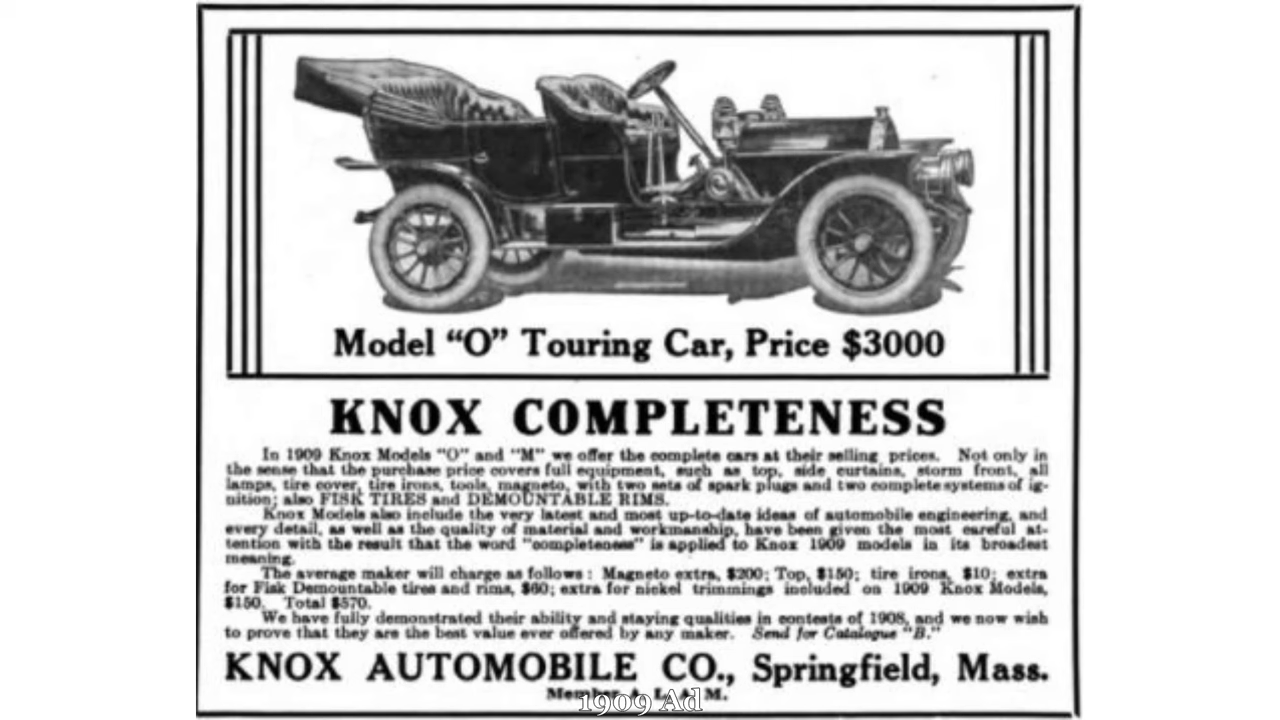 Model "O" Touring Car, Price $3000
KNOX COMPLETENESS
In 1909 Knox Models "O" and "M" we offer the complete cars at their selling prices. Not only in
the sense that the purchase price covers full equipment, such as top, side curtains, storm front, all
lamps, tire cover, tire irons, tools, magneto, with two sets of spark plugs and two complete systems of ig-
nition; also FISK TIRES and DEMOUNTABLE RIMS.
Knox Models also include the very latest and most up-to-date ideas of automobile engineering, and
every detail, as well as the quality of material and workmanship, have been given the most careful at-
tention with the result that the word "completeness" is applied to Knox 1909 models in its broadest
meaning.
The average maker will charge as follows: Magneto extra, $200; Top, $150; tire irons, $10; extra
for Fisk Demountable tires and rims, $60; extra for nickel trimmings included on 1909 Knox Models,
$150. Total $570.
We have fully demonstrated their ability and staying qualities in contests of 1908, and we now wish
to prove that they are the best value ever offered by any maker. Send for Catalogue "B."
KNOX AUTOMOBILE CO., Springfield, Mass.
Member A. L. A. M.
1909 Ad